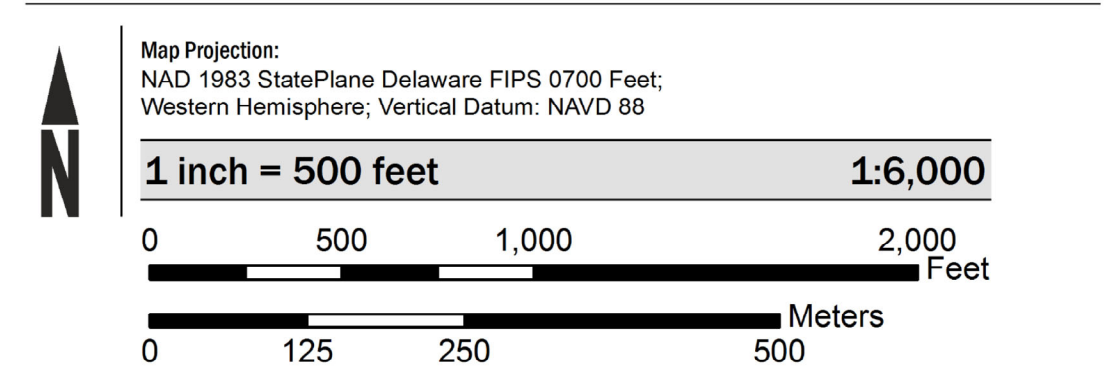 Map Projection:
NAD 1983 StatePlane Delaware FIPS 0700 Feet;
Western Hemisphere; Vertical Datum: NAVD 88
N
1 inch = 500 feet 1:6,000
0 500 1,000 2,000
Feet
Meters
0 125 250 500